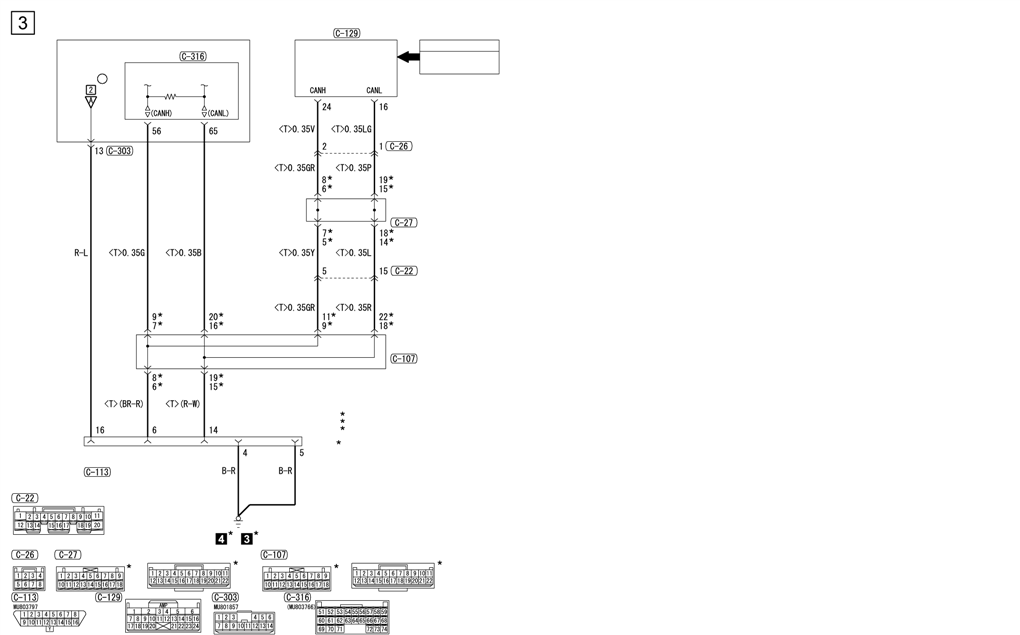 3
C-129
C-316
2
A
(CANH) (CANL)
CANH CANL
56 65
24 16
13 C-303
<T>0.35V <T>0.35LG
2 1 C-26
<T>0.35GR <T>0.35P
8* 19*
6* 15*
C-27
7* 18*
5* 14*
R-L <T>0.35G <T>0.35B <T>0.35Y <T>0.35L
5 15 C-22
<T>0.35GR <T>0.35R
9* 20* 11* 22*
7* 16* 9* 18*
C-107
8* 19*
6* 15*
<T>(BR-R) <T>(R-W)
*
*
*
*
16 6 14
4 5
C-113
B-R B-R
4* 3*
C-22
1 2 3 4 5 6 7 8 9 10 11
12 13 14 15 16 17 18 19 20
C-26 C-27 * * C-107 * *
1 2 3 4
5 6 7 8
1 2 3 4 5 6 7 8 9
10 11 12 13 14 15 16 17 18
1 2 3 4 5 6 7 8 9 10 11
12 13 14 15 16 17 18 19 20 21 22
1 2 3 4 5 6 7 8 9
10 11 12 13 14 15 16 17 18
1 2 3 4 5 6 7 8 9 10 11
12 13 14 15 16 17 18 19 20 21 22
C-113 C-129 C-303 C-316
MU803797 AMP MU801857 (MU803766)
1 2 3 4 5 6 7 8
9 10 11 12 13 14 15 16
1 2 3 4 5 6
7 8 9 10 11 12 13 14 15 16
17 18 19 20 21 22 23 24
1 2 3 4 5 6
7 8 9 10 11 12 13 14
51 52 53 54 55 56 57 58 59
60 61 62 63 64 65 66 67 68
69 70 71 72 73 74